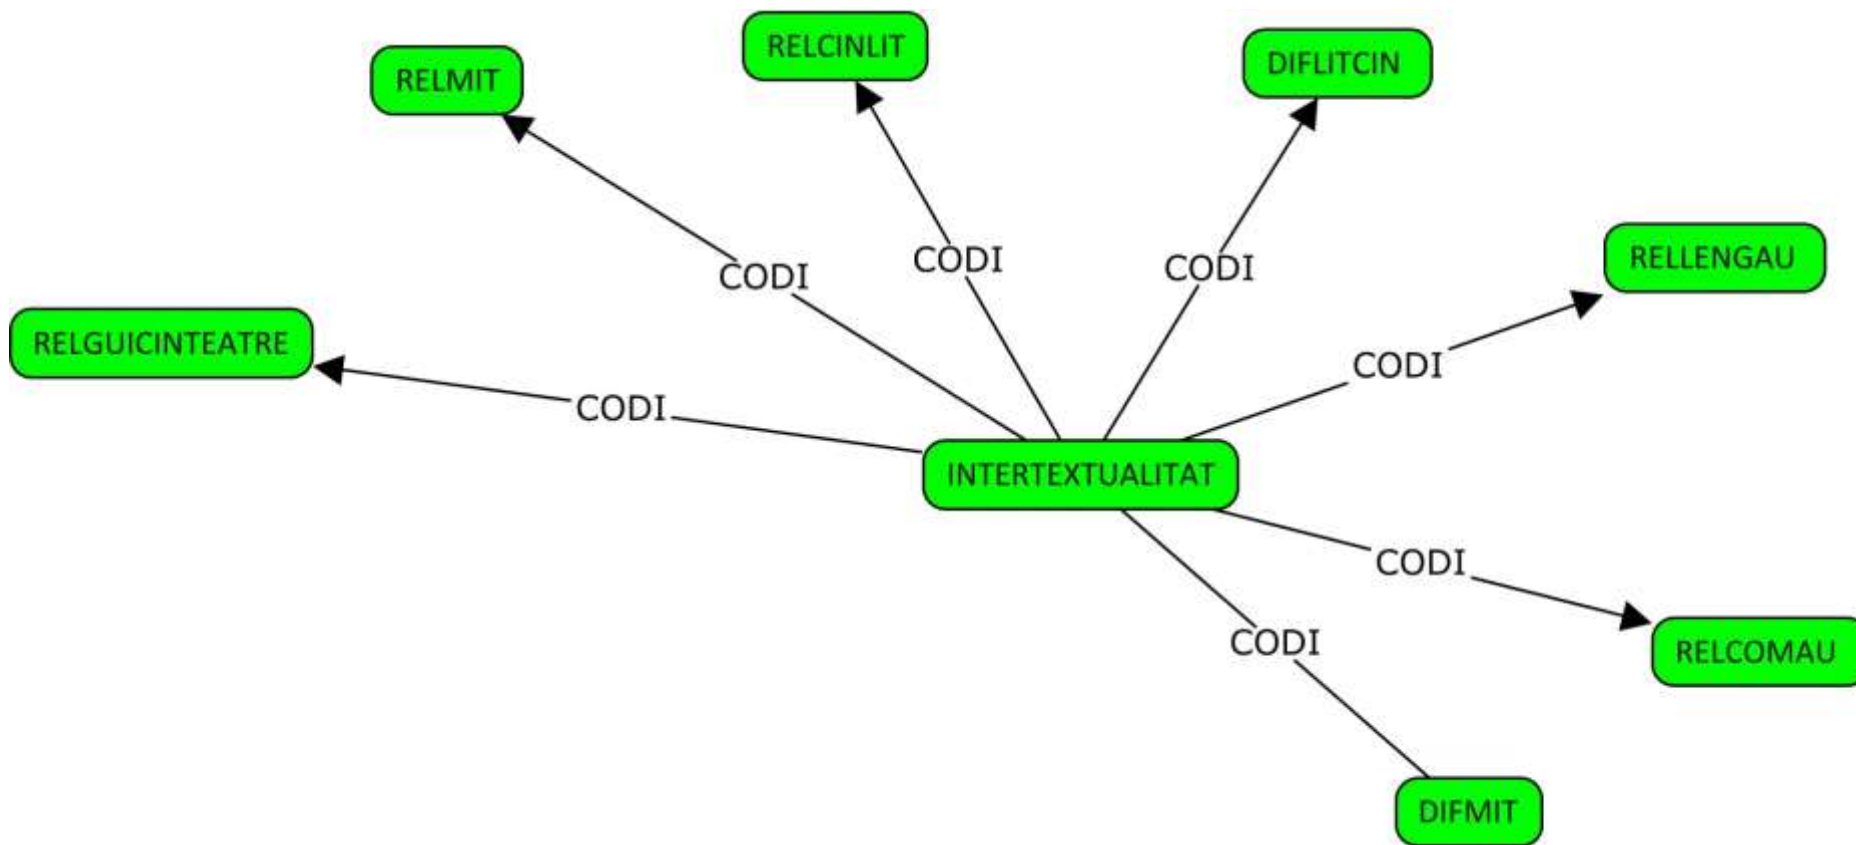 RELCINLIT
DIFLITCIN
RELMIT
RELLENGAU
CODI
CODI
CODI
RELGUICINTEATRE
CODI
CODI
INTERTEXTUALITAT
CODI
CODI
RELCOMAU
DIFMIT